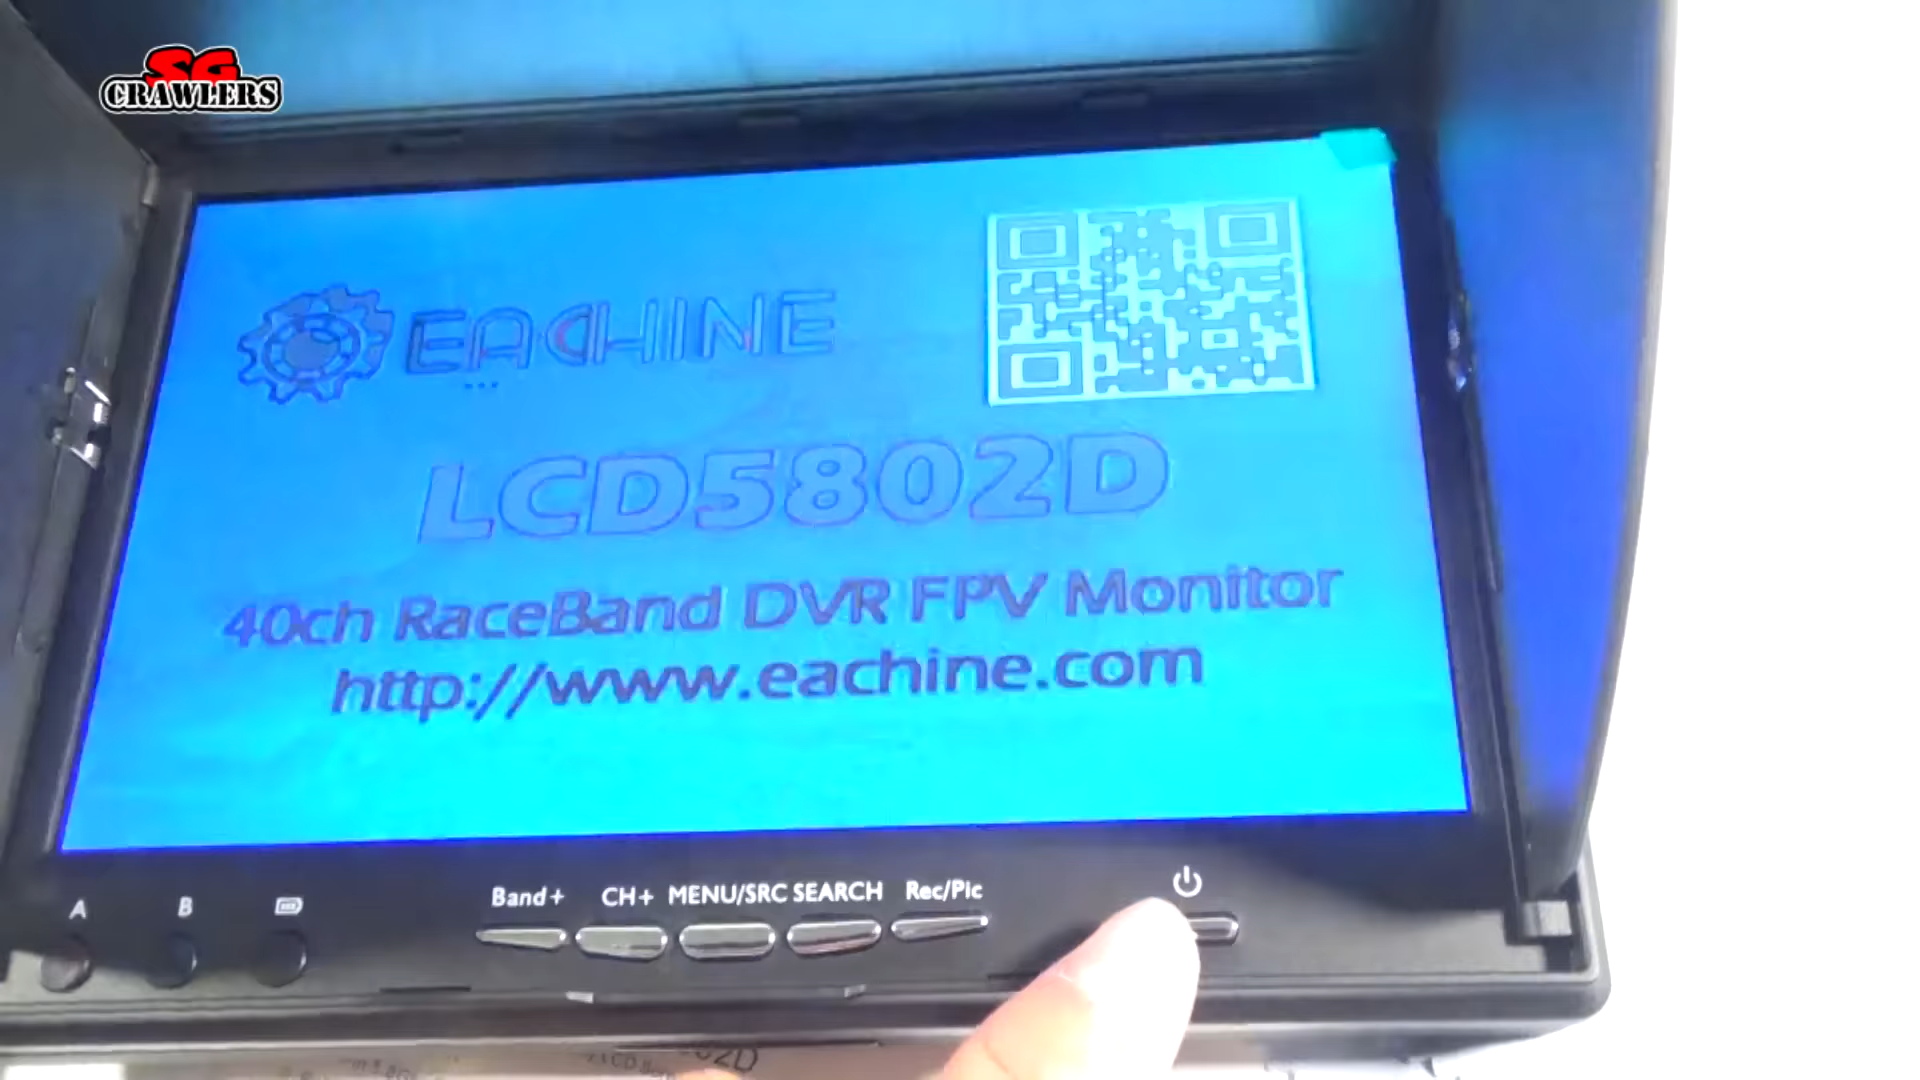 SG
CRAWLERS
EACHINE
LCD5802D
40ch RaceBand DVR FPV Monitor
http://www.eachine.com
A B Band+ CH+ MENU/SRC SEARCH Rec/Pic
02D